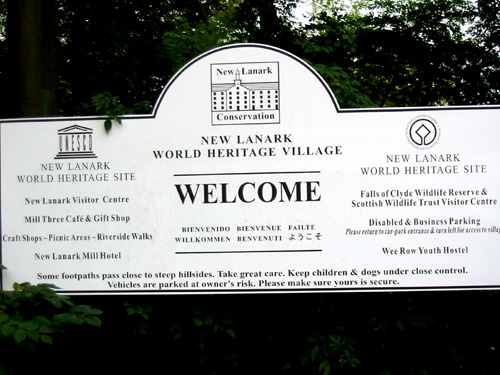 New Lanark
Conservation
NEW LANARK
WORLD HERITAGE VILLAGE
WELCOME
BIENVENIDO BIENVENUE FAILTE
WILLKOMMEN BENVENUTI ようこそ
UNESCO
NEW LANARK
WORLD HERITAGE SITE
New Lanark Visitor Centre
Mill Three Café & Gift Shop
Craft Shops ~ Picnic Areas ~ Riverside Walks
New Lanark Mill Hotel
NEW LANARK
WORLD HERITAGE SITE
Falls of Clyde Wildlife Reserve &
Scottish Wildlife Trust Visitor Centre
Disabled & Business Parking
Please return to car-park entrance & turn left for access to village
Wee Row Youth Hostel
Some footpaths pass close to steep hillsides. Take great care. Keep children & dogs under close control.
Vehicles are parked at owner's risk. Please make sure yours is secure.